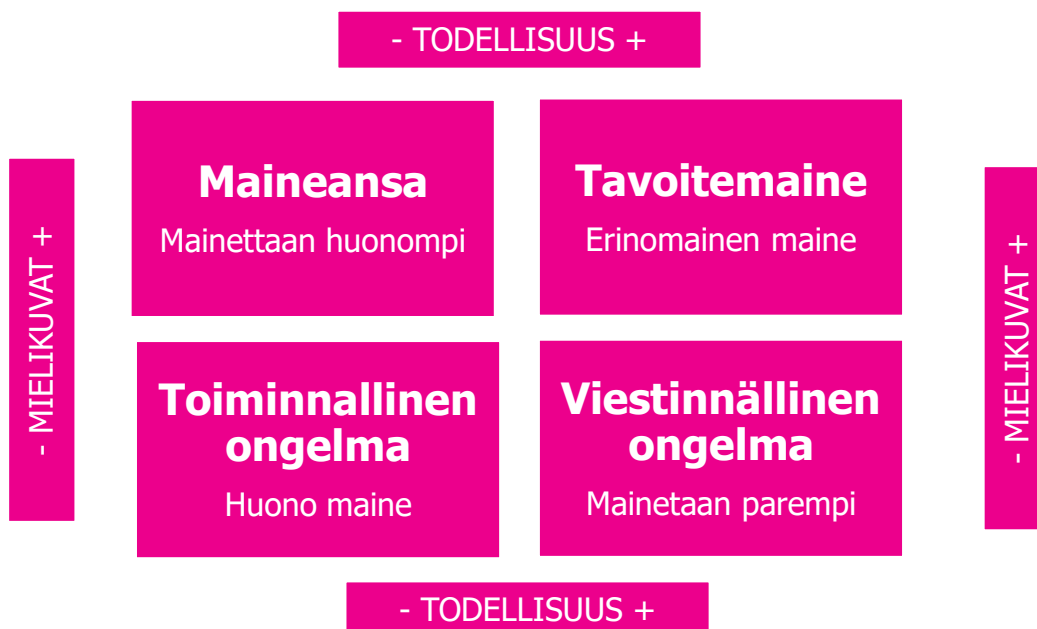 - TODELLISUUS +
- MIELIKUVAT +
Maineansa
Mainettaan huonompi
Tavoitemaine
Erinomainen maine
Toiminnallinen
ongelma
Huono maine
Viestinnällinen
ongelma
Mainetaan parempi
- MIELIKUVAT +
- TODELLISUUS +